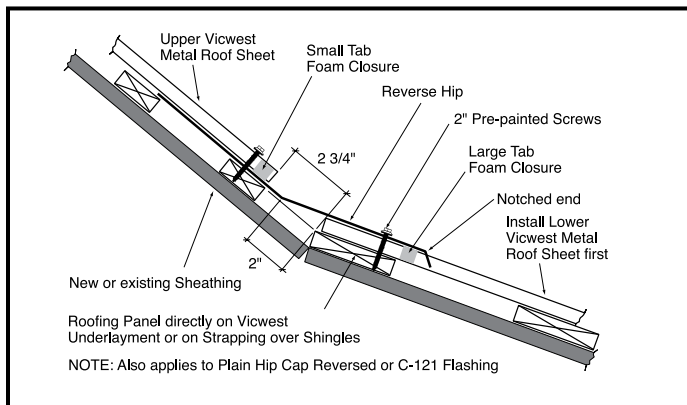 Upper Vicwest
Metal Roof Sheet
Small Tab
Foam Closure
Reverse Hip
2" Pre-painted Screws
2 3/4"
Large Tab
Foam Closure
Notched end
Install Lower
Vicwest Metal
Roof Sheet first
2"
New or existing Sheathing
Roofing Panel directly on Vicwest
Underlayment or on Strapping over Shingles
NOTE: Also applies to Plain Hip Cap Reversed or C-121 Flashing